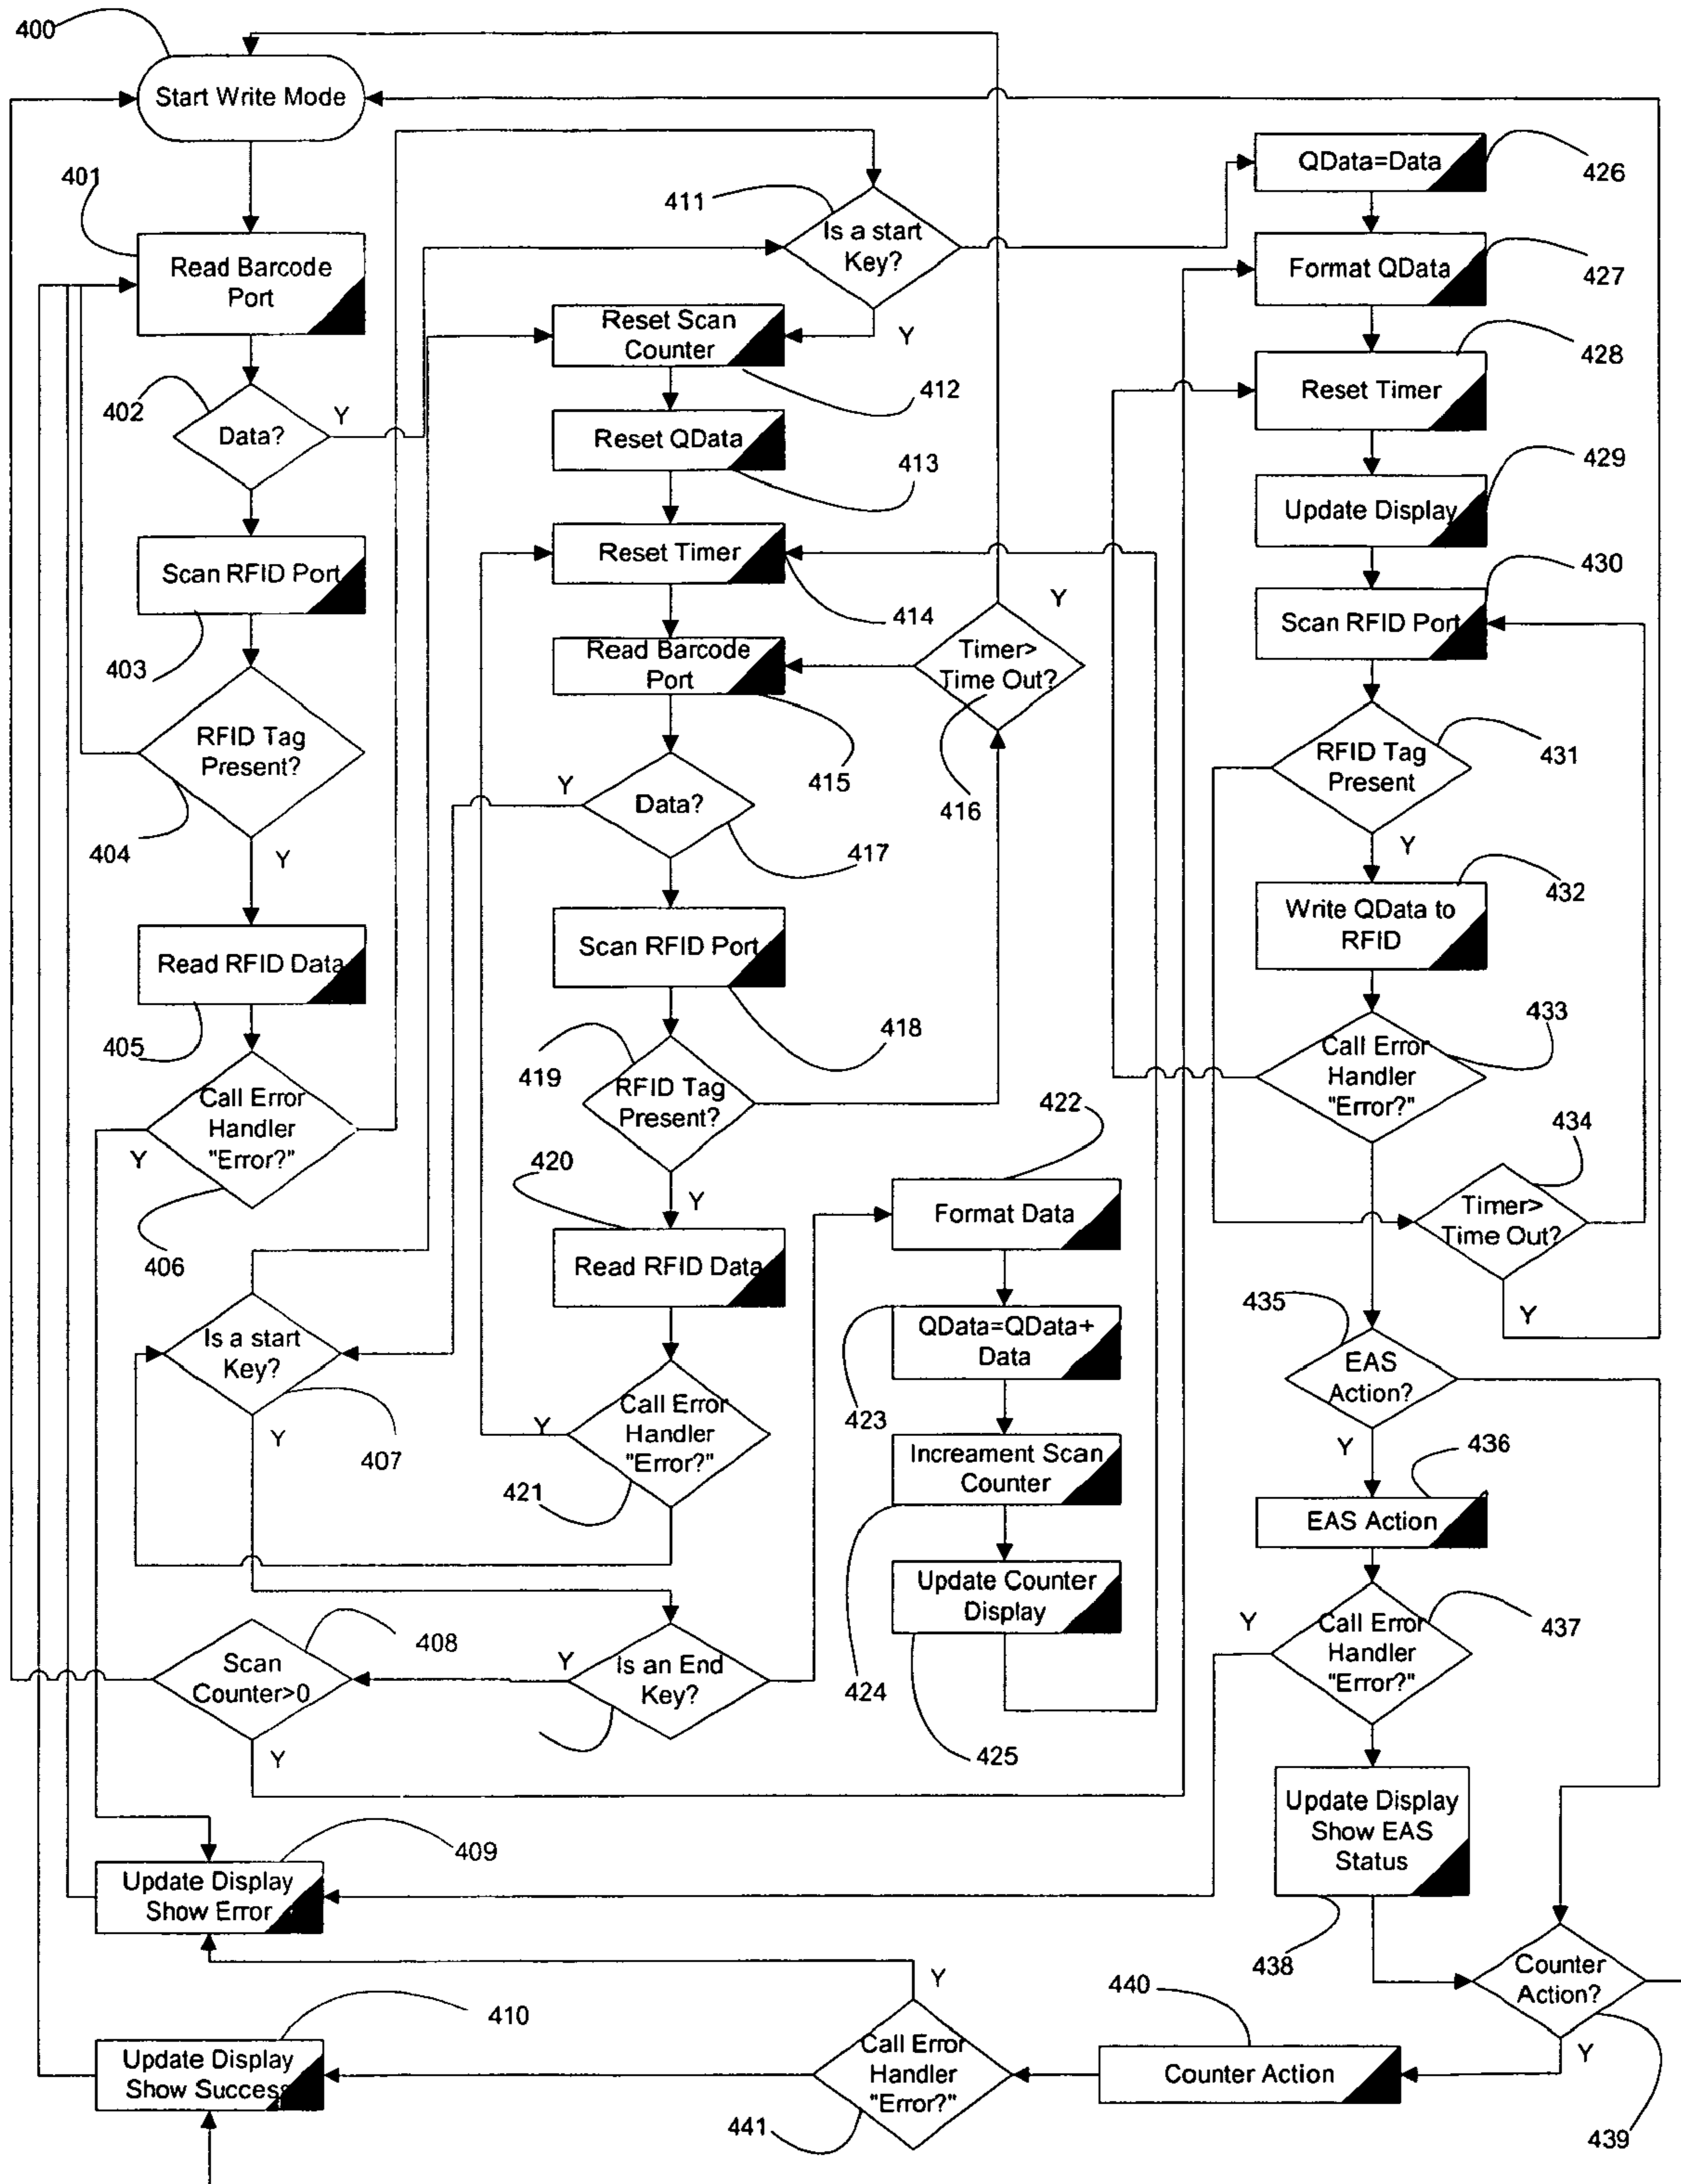 400
Start Write Mode
401
Read Barcode
Port
402
Data?
Y
Scan RFID Port
403
RFID Tag
Present?
404
Y
Read RFID Data
405
Call Error
Handler
"Error?"
Y
406
Is a start
Key?
Y
407
Scan
Counter>0
408
Y
Update Display
Show Error
409
Update Display
Show Success
410
411
Is a start
Key?
Y
Reset Scan
Counter
412
Reset QData
413
Reset Timer
414
Read Barcode
Port
415
Y
Timer>
Time Out?
416
Y
Data?
417
Scan RFID Port
418
419
RFID Tag
Present?
Y
420
Read RFID Data
Call Error
Handler
"Error?"
Y
421
Is an End
Key?
Y
422
Format Data
QData=QData+
Data
423
Increament Scan
Counter
424
Update Counter
Display
425
QData=Data
426
Format QData
427
428
Reset Timer
429
Update Display
430
Scan RFID Port
RFID Tag
Present
431
Y
Write QData to
RFID
432
Call Error
Handler
"Error?"
433
434
Timer>
Time Out?
Y
435
EAS
Action?
Y
436
EAS Action
Call Error
Handler
"Error?"
Y
437
Update Display
Show EAS
Status
438
Counter
Action?
Y
439
440
Counter Action
Y
Call Error
Handler
"Error?"
441